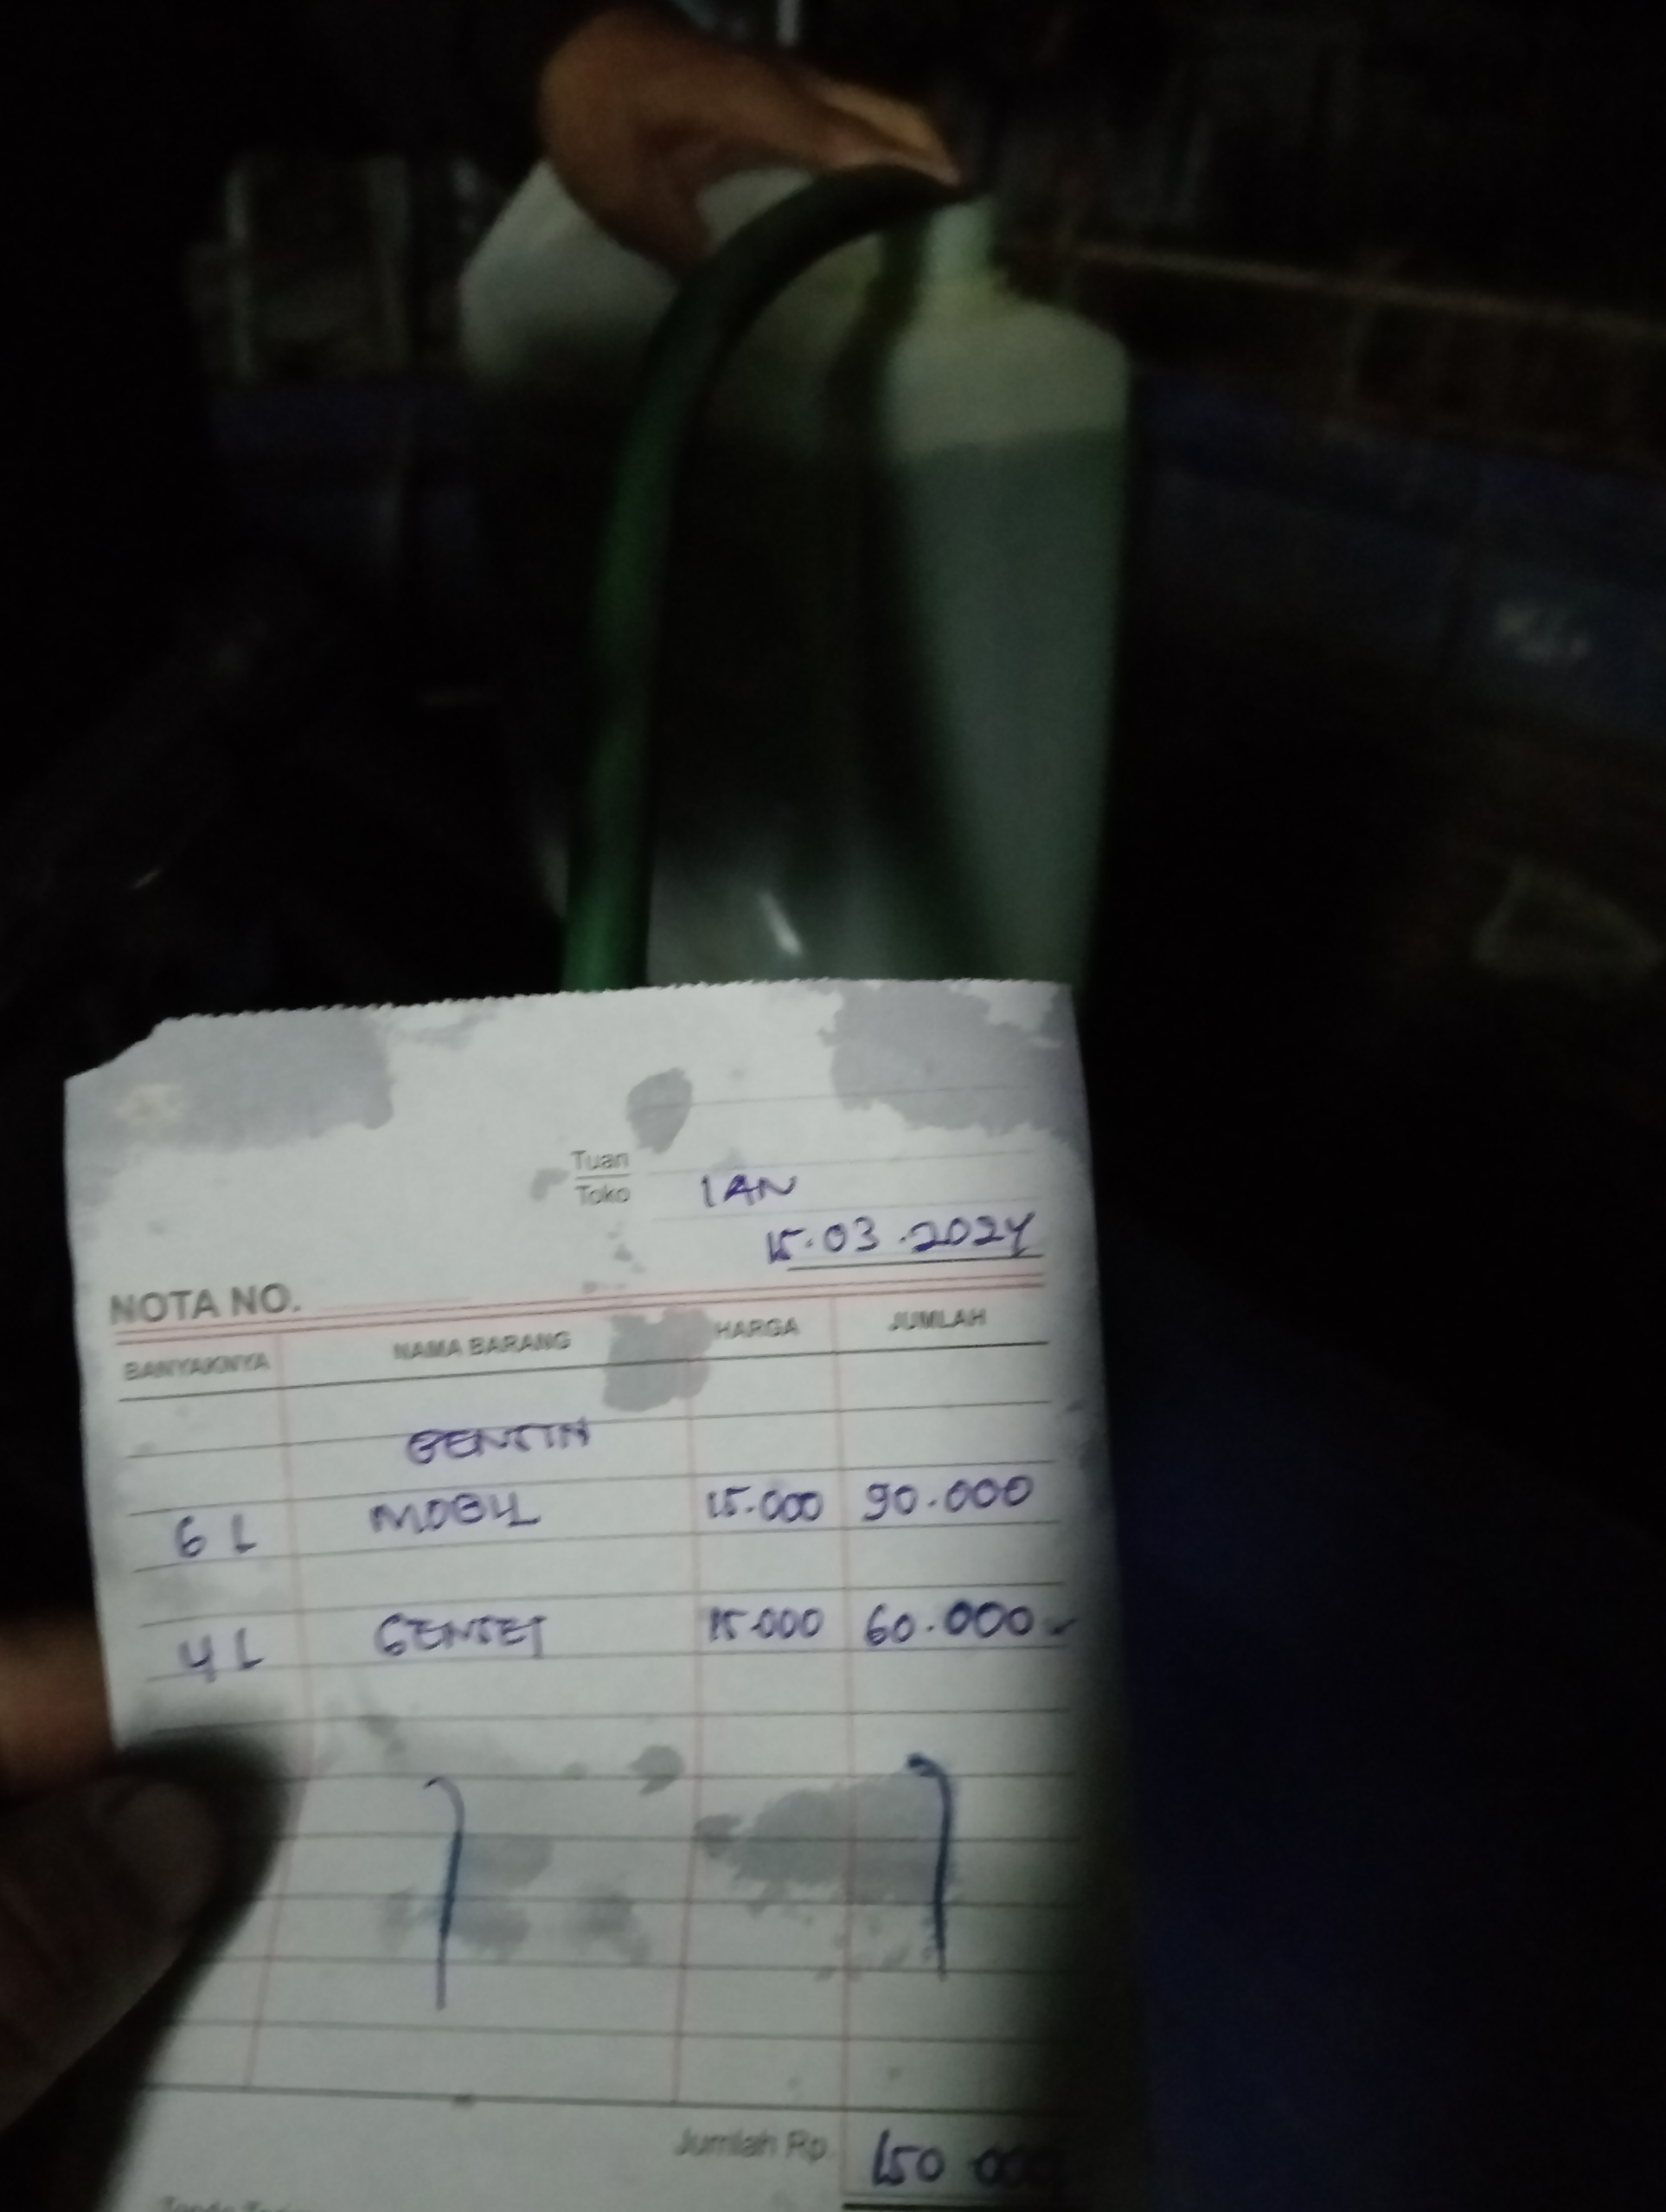 Tuan
Toko IAN
15.03.2024
NOTA NO.
BANYAKNYA NAMA BARANG HARGA JUMLAH
BENSIN
6 L MOBIL 15.000 90.000
4 L GENSET 15.000 60.000
Jumlah Rp. 150 000